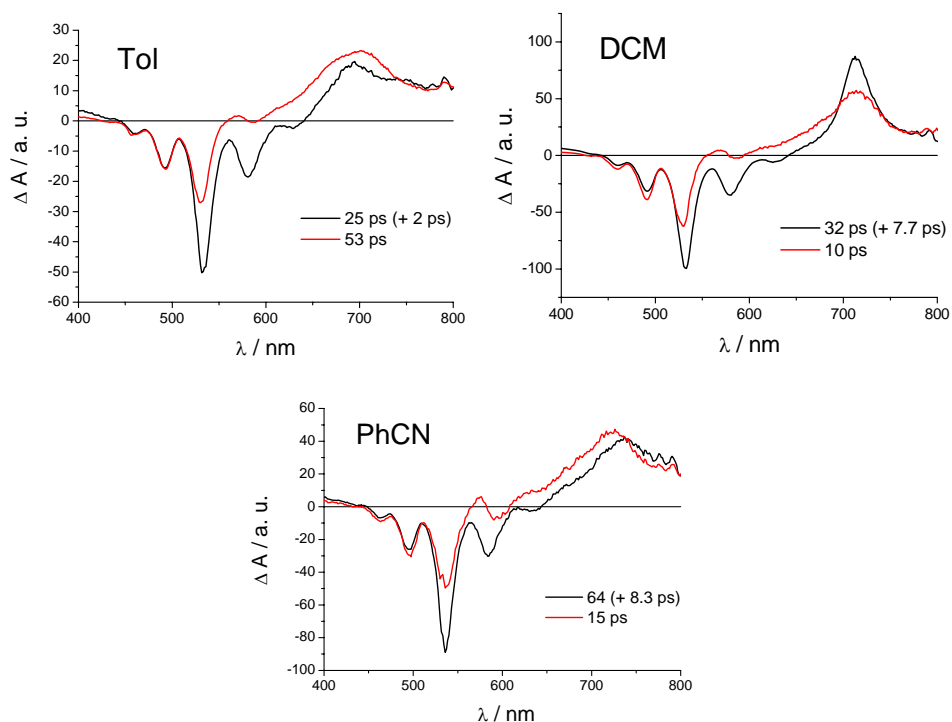 Tol
Δ A / a. u.
30
20
10
0
-10
-20
-30
-40
-50
-60
25 ps (+ 2 ps)
53 ps
400 500 600 700 800
λ / nm
DCM
Δ A / a. u.
100
50
0
-50
-100
32 ps (+ 7.7 ps)
10 ps
400 500 600 700 800
λ / nm
PhCN
Δ A / a. u.
60
40
20
0
-20
-40
-60
-80
-100
64 (+ 8.3 ps)
15 ps
400 500 600 700 800
λ / nm